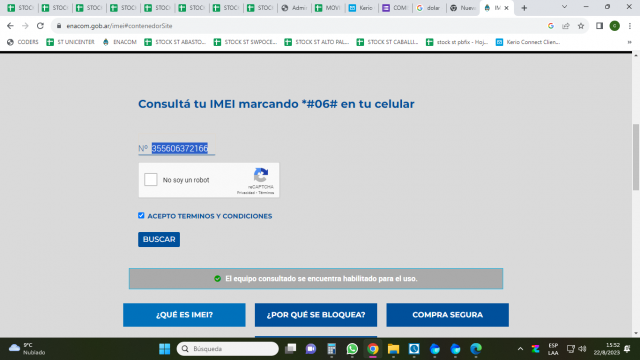 STOC
STOC
STOC
STOC
STOC
STOC
STOC
Admi
MOVI
Kerio
COM
dolar
Nuev
IM
enacom.gob.ar/imei#contenedorSite
CODERS
ST UNICENTER
ENACOM
STOCK ST ABASTO...
STOCK ST SWPOCE...
STOCK ST ALTO PAL...
STOCK ST CABALLI...
stock st pbfix - Hoj...
Kerio Connect Clien...
Consultá tu IMEI marcando *#06# en tu celular
Nº 355606372166
No soy un robot
reCAPTCHA
Privacidad - Términos
ACEPTO TERMINOS Y CONDICIONES
BUSCAR
El equipo consultado se encuentra habilitado para el uso.
¿QUÉ ES IMEI?
¿POR QUÉ SE BLOQUEA?
COMPRA SEGURA
9°C
Nublado
Búsqueda
ESP
LAA
15:52
22/8/2023